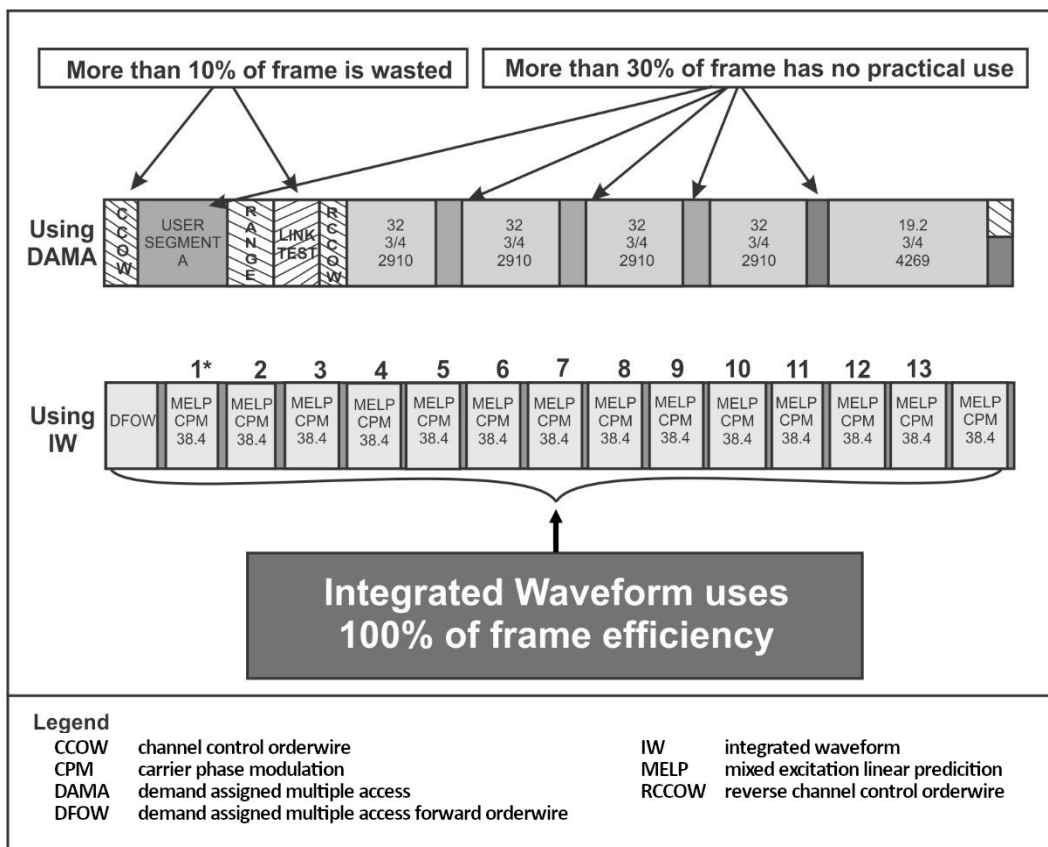 More than 10% of frame is wasted
More than 30% of frame has no practical use
Using
DAMA
CCOW
USER
SEGMENT
A
RANGE
LINK
TEST
RCCOW
32
3/4
2910
32
3/4
2910
32
3/4
2910
32
3/4
2910
19.2
3/4
4269
1* 2 3 4 5 6 7 8 9 10 11 12 13
Using
IW
DFOW
MELP
CPM
38.4
MELP
CPM
38.4
MELP
CPM
38.4
MELP
CPM
38.4
MELP
CPM
38.4
MELP
CPM
38.4
MELP
CPM
38.4
MELP
CPM
38.4
MELP
CPM
38.4
MELP
CPM
38.4
MELP
CPM
38.4
MELP
CPM
38.4
MELP
CPM
38.4
MELP
CPM
38.4
Integrated Waveform uses
100% of frame efficiency
Legend
CCOW channel control orderwire
CPM carrier phase modulation
DAMA demand assigned multiple access
DFOW demand assigned multiple access forward orderwire
IW integrated waveform
MELP mixed excitation linear predicition
RCCOW reverse channel control orderwire